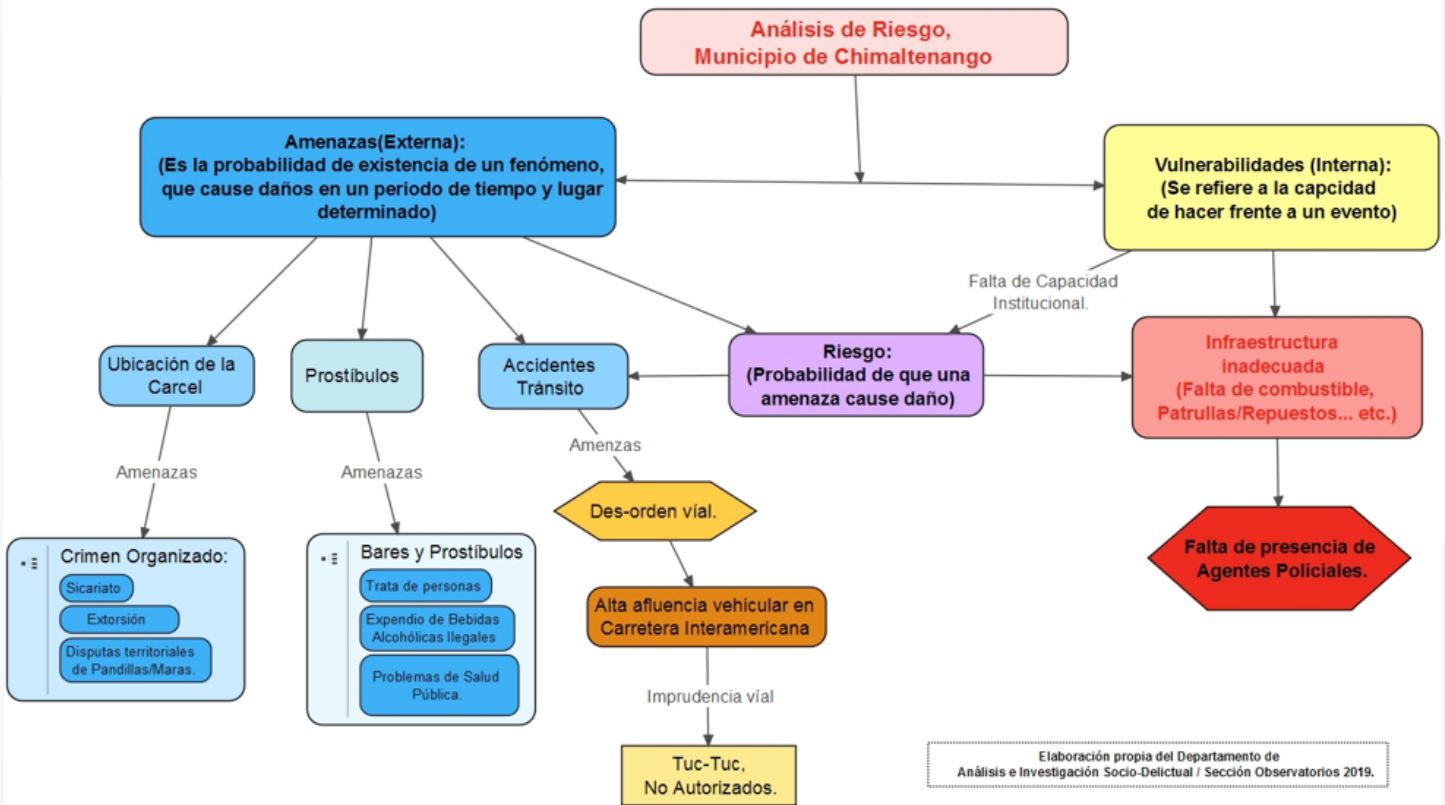 Análisis de Riesgo,
Municipio de Chimaltenango
Amenazas(Externa):
(Es la probabilidad de existencia de un fenómeno,
que cause daños en un periodo de tiempo y lugar
determinado)
Vulnerabilidades (Interna):
(Se refiere a la capcidad
de hacer frente a un evento)
Falta de Capacidad
Institucional.
Ubicación de la
Carcel
Prostíbulos
Accidentes
Tránsito
Riesgo:
(Probabilidad de que una
amenaza cause daño)
Infraestructura
inadecuada
(Falta de combustible,
Patrullas/Repuestos... etc.)
Amenazas
Amenazas
Amenzas
Des-orden víal.
Crimen Organizado:
Sicariato
Extorsión
Disputas territoriales
de Pandillas/Maras.
Bares y Prostíbulos
Trata de personas
Expendio de Bebidas
Alcohólicas Ilegales
Problemas de Salud
Pública.
Alta afluencia vehicular en
Carretera Interamericana
Falta de presencia de
Agentes Policiales.
Imprudencia víal
Tuc-Tuc,
No Autorizados.
Elaboración propia del Departamento de
Análisis e Investigación Socio-Delictual / Sección Observatorios 2019.